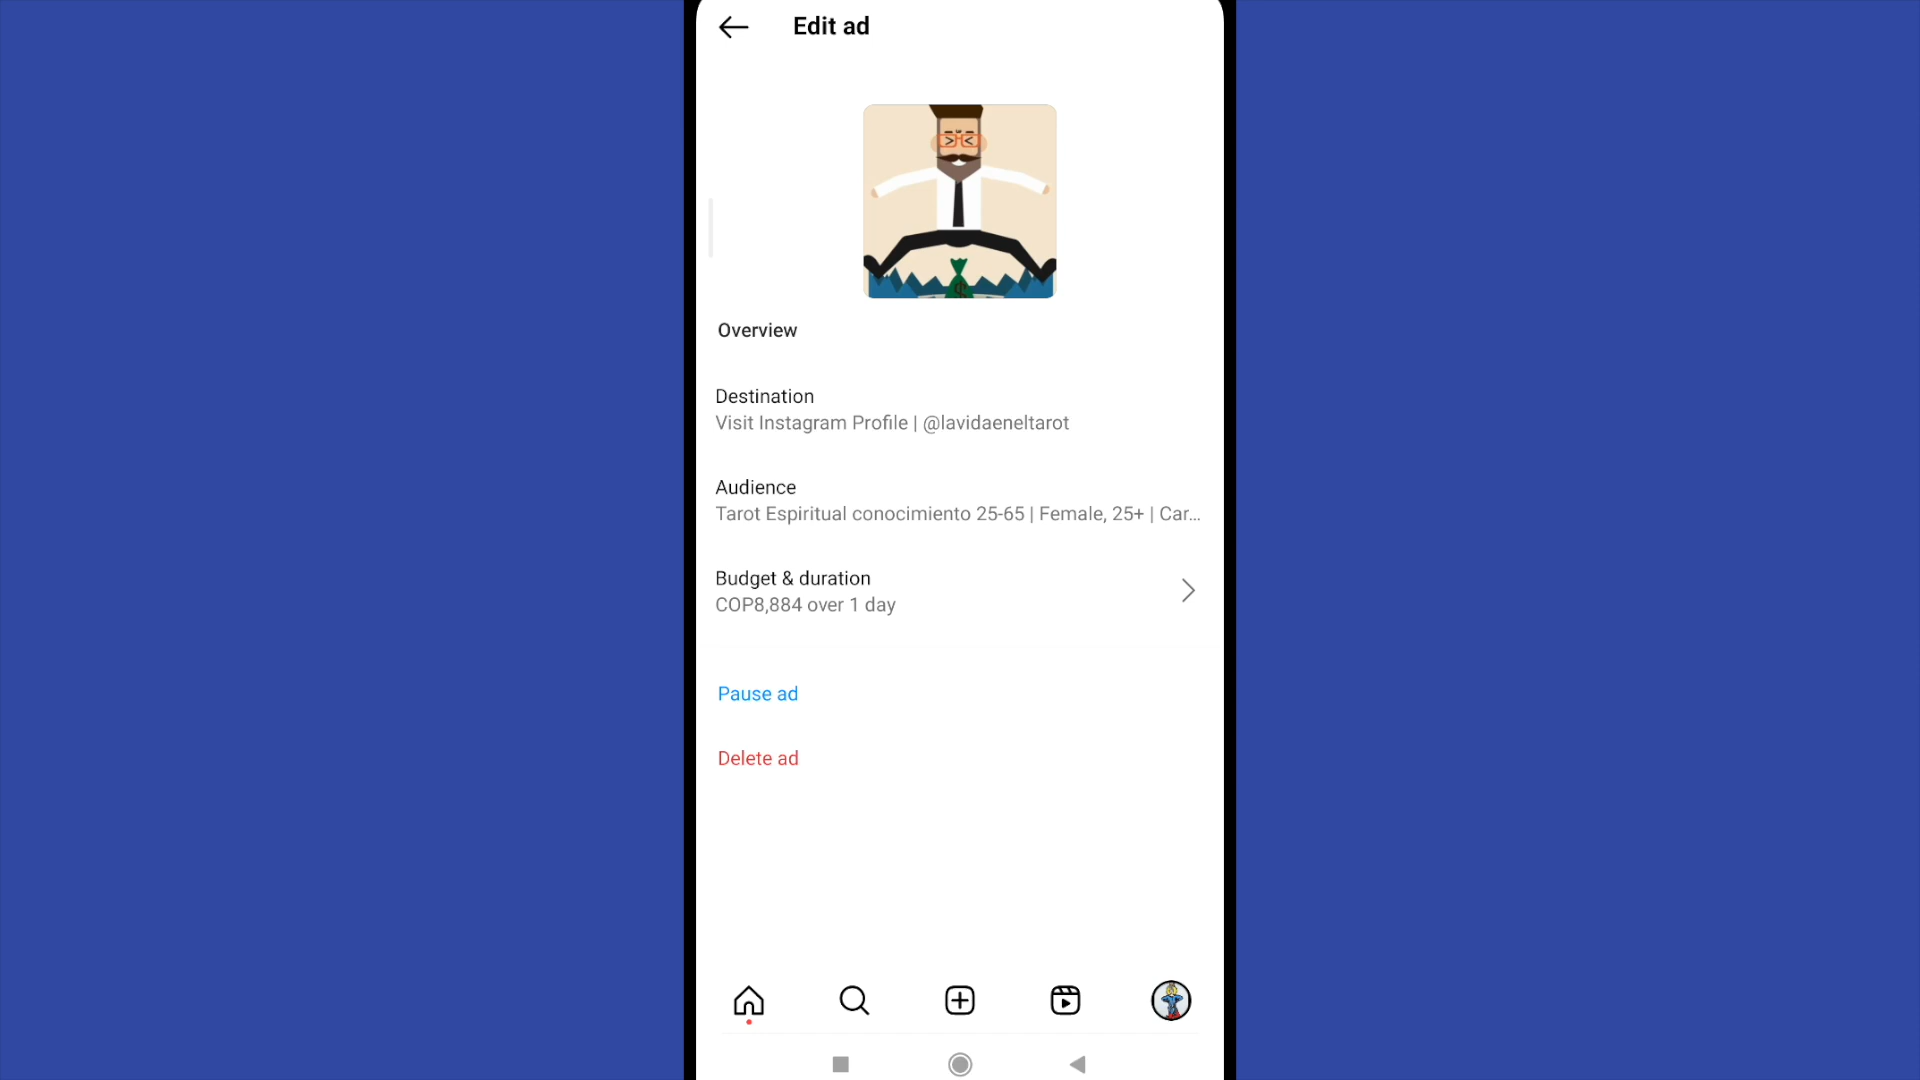 Edit ad
$
Overview
Destination
Visit Instagram Profile | @lavidaeneltarot
Audience
Tarot Espiritual conocimiento 25-65 | Female, 25+ | Car...
Budget & duration
COP8,884 over 1 day
Pause ad
Delete ad